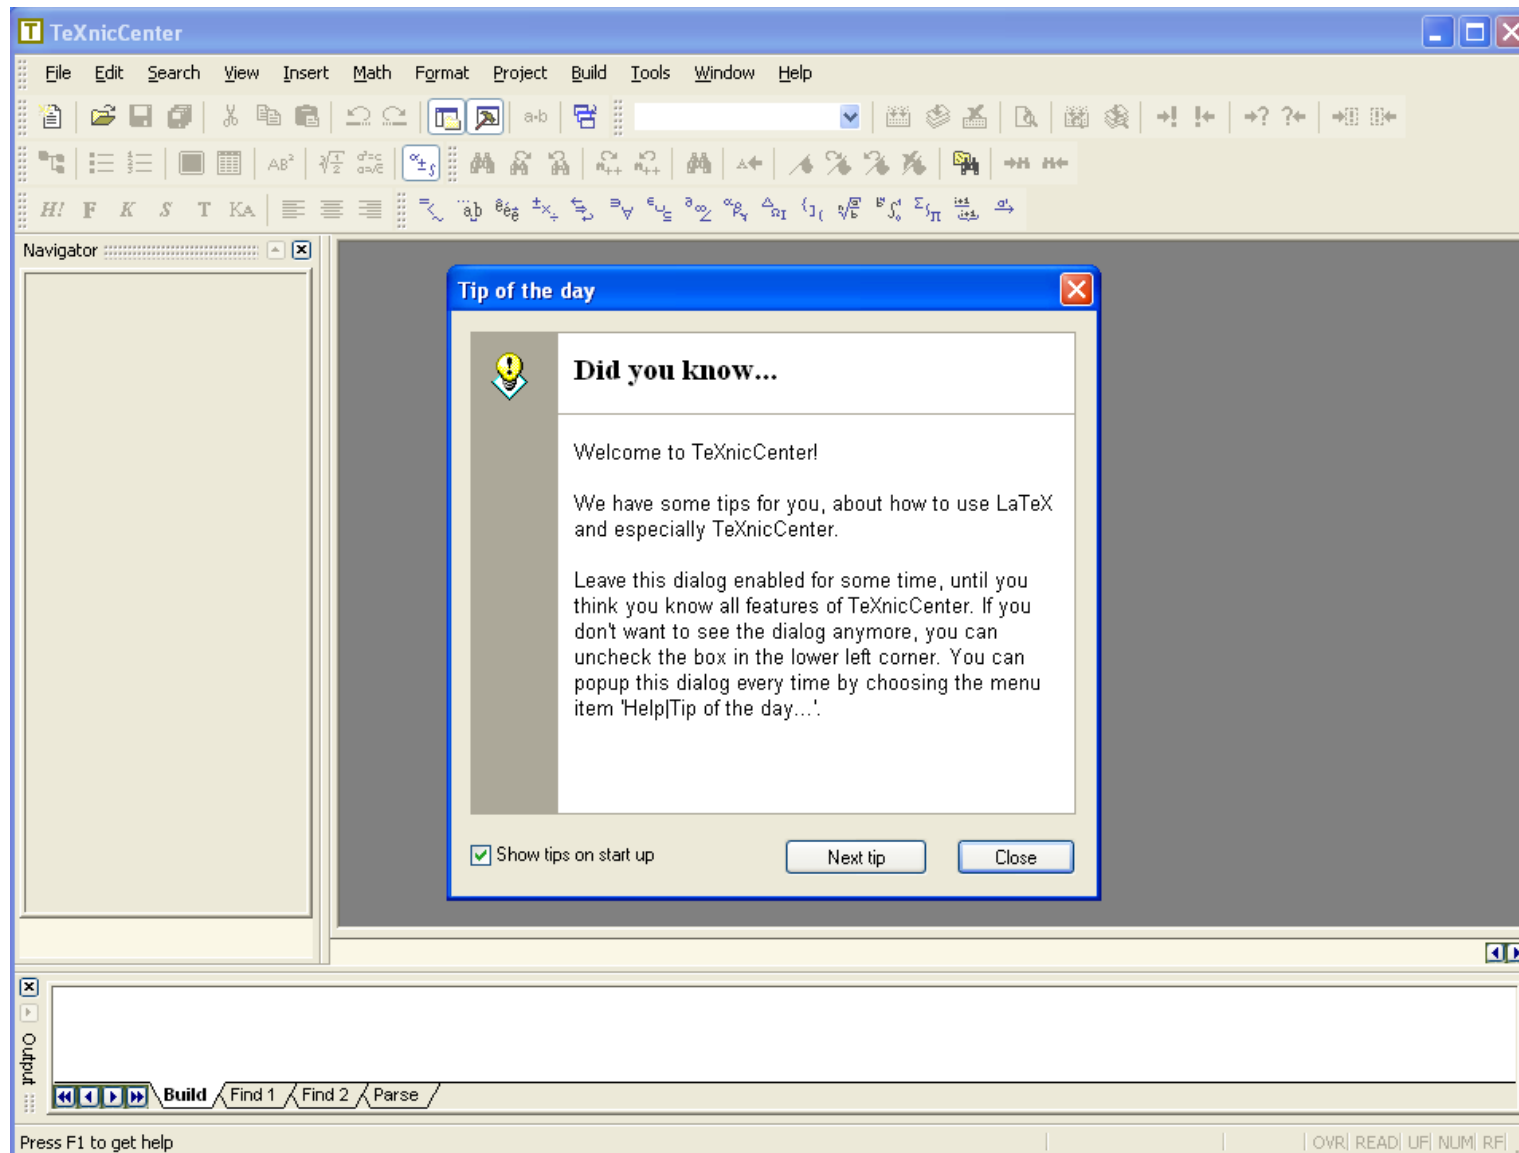 TeXnicCenter
File Edit Search View Insert Math Format Project Build Tools Window Help
Navigator
Tip of the day
Did you know...
Welcome to TeXnicCenter!
We have some tips for you, about how to use LaTeX
and especially TeXnicCenter.
Leave this dialog enabled for some time, until you
think you know all features of TeXnicCenter. If you
don't want to see the dialog anymore, you can
uncheck the box in the lower left corner. You can
popup this dialog every time by choosing the menu
item 'Help|Tip of the day...'.
Show tips on start up
Next tip
Close
Output
Build Find 1 Find 2 Parse
Press F1 to get help
OVR READ UF NUM RF